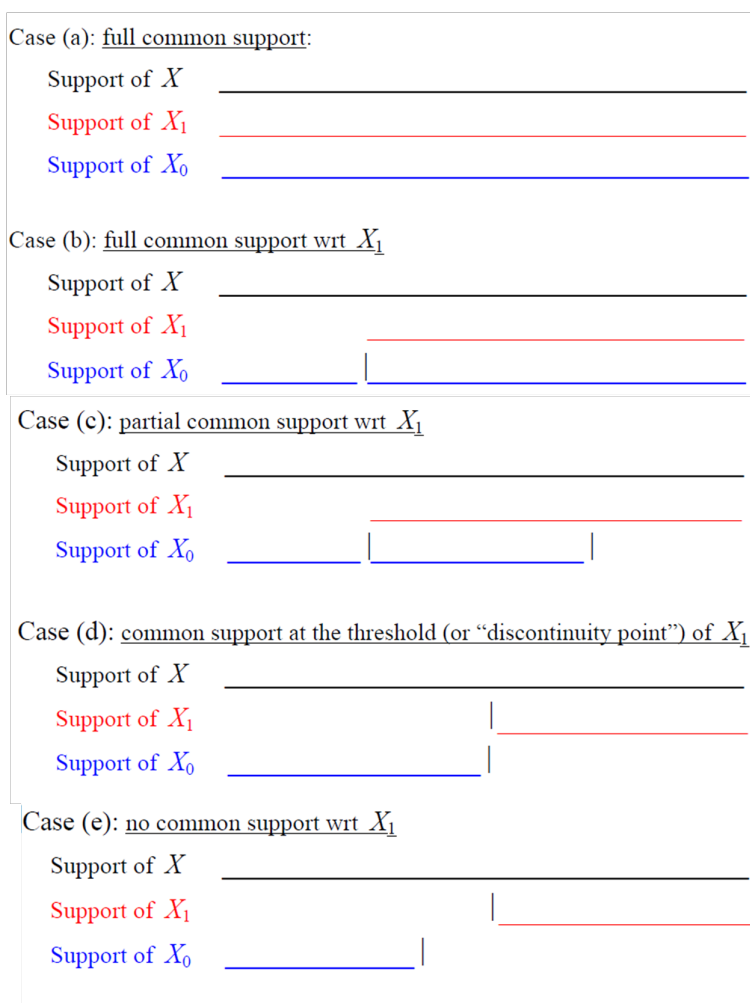 Case (a): full common support:
Support of X
Support of X₁
Support of X₀
Case (b): full common support wrt X₁
Support of X
Support of X₁
Support of X₀
Case (c): partial common support wrt X₁
Support of X
Support of X₁
Support of X₀
Case (d): common support at the threshold (or “discontinuity point”) of X₁
Support of X
Support of X₁
Support of X₀
Case (e): no common support wrt X₁
Support of X
Support of X₁
Support of X₀